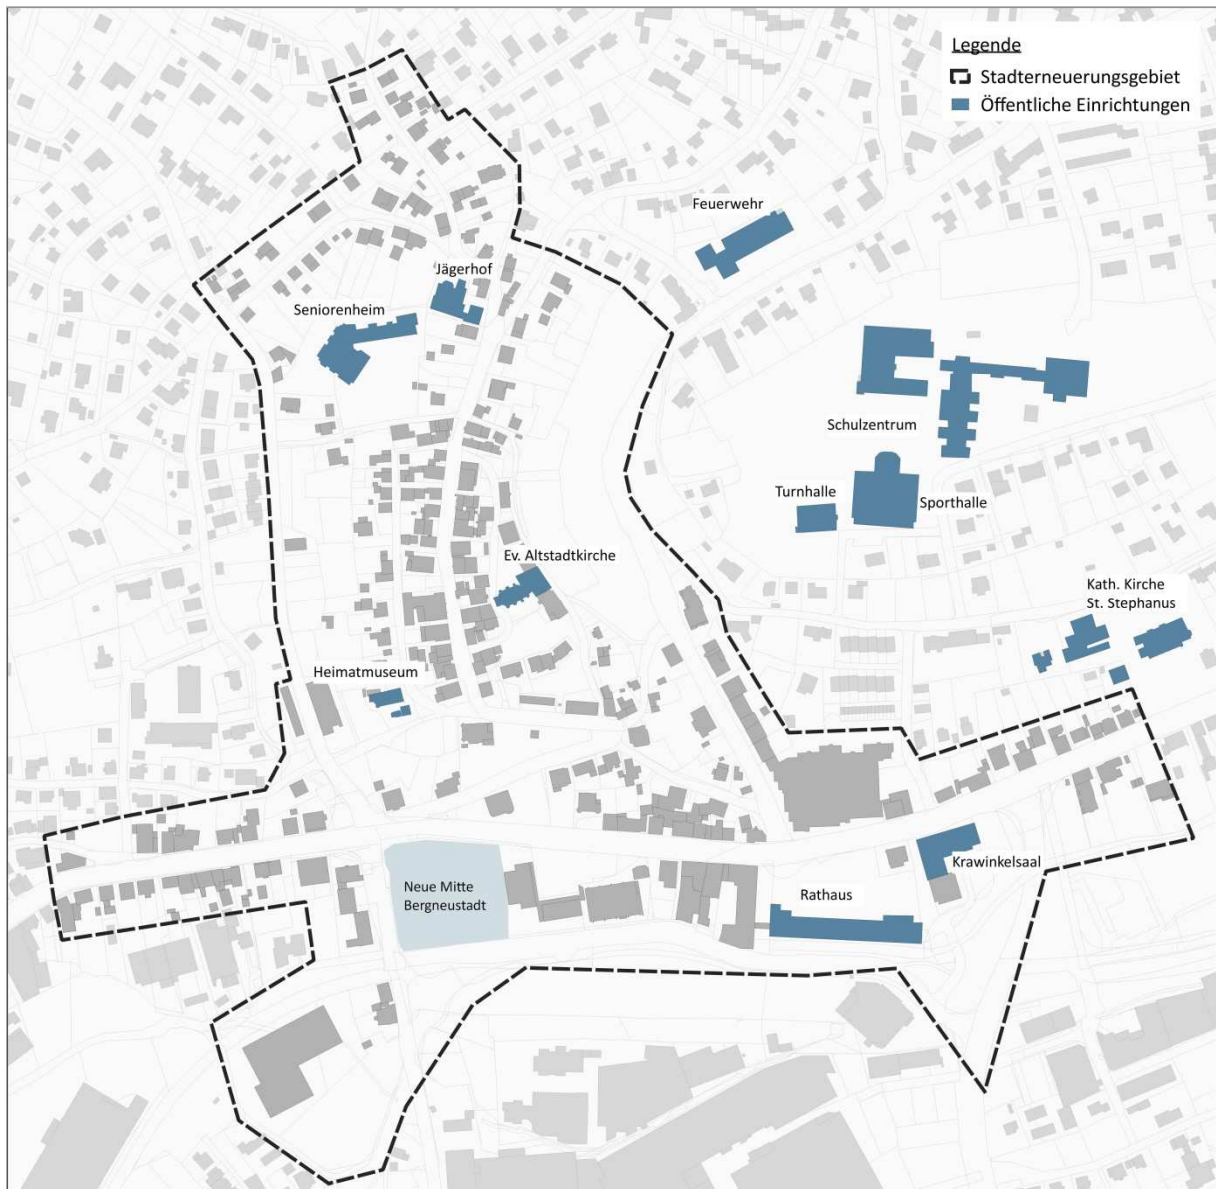 Legende
Stadterneuerungsgebiet
Öffentliche Einrichtungen
Feuerwehr
Jägerhof
Seniorenheim
Schulzentrum
Turnhalle
Sporthalle
Ev. Altstadtkirche
Kath. Kirche
St. Stephanus
Heimatmuseum
Krawinkelsaal
Neue Mitte
Bergneustadt
Rathaus